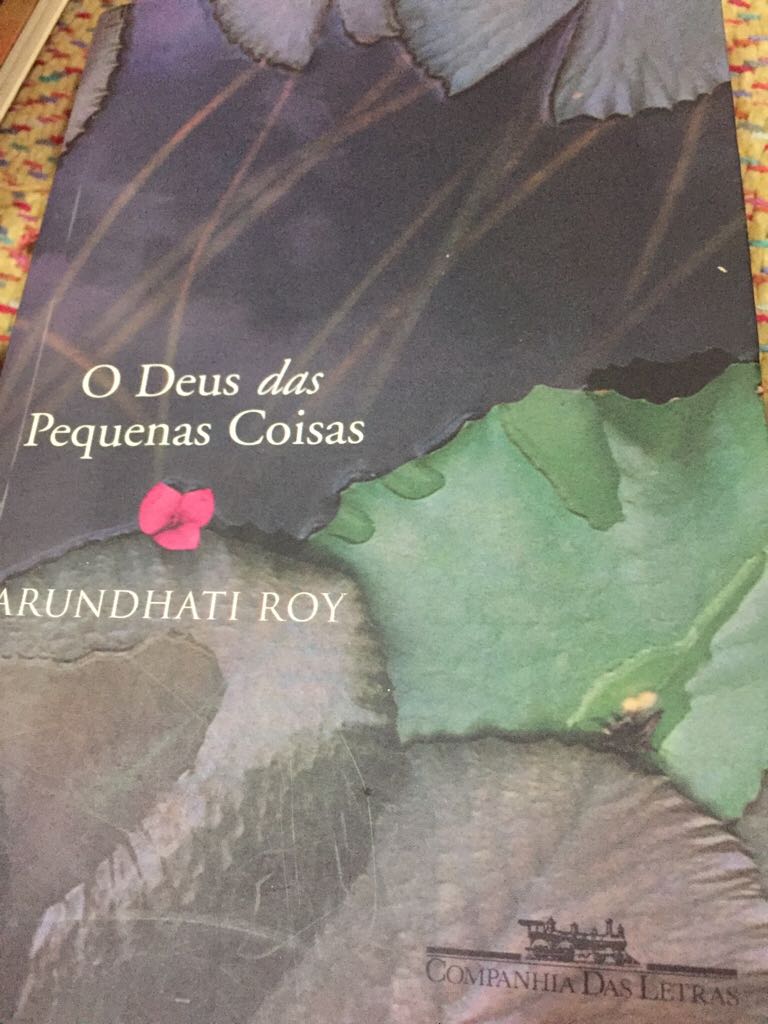 O Deus das
Pequenas Coisas
ARUNDHATI ROY
COMPANHIA DAS LETRAS